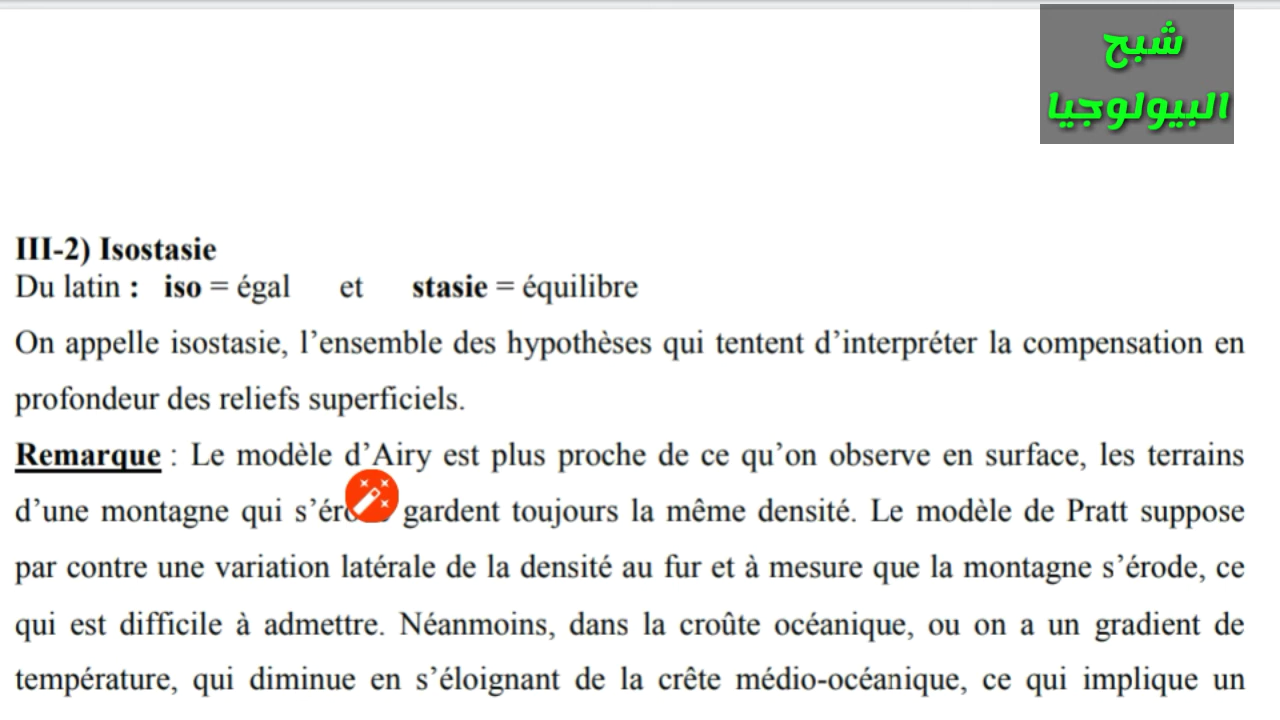 شبح
البيولوجيا
III-2) Isostasie
Du latin : iso = égal et stasie = équilibre
On appelle isostasie, l’ensemble des hypothèses qui tentent d’interpréter la compensation en
profondeur des reliefs superficiels.
Remarque : Le modèle d’Airy est plus proche de ce qu’on observe en surface, les terrains
d’une montagne qui gardent toujours la même densité. Le modèle de Pratt suppose
par contre une variation latérale de la densité au fur et à mesure que la montagne s’érode, ce
qui est difficile à admettre. Néanmoins, dans la croûte océanique, ou on a un gradient de
température, qui diminue en s’éloignant de la crête médio-océanique, ce qui implique un